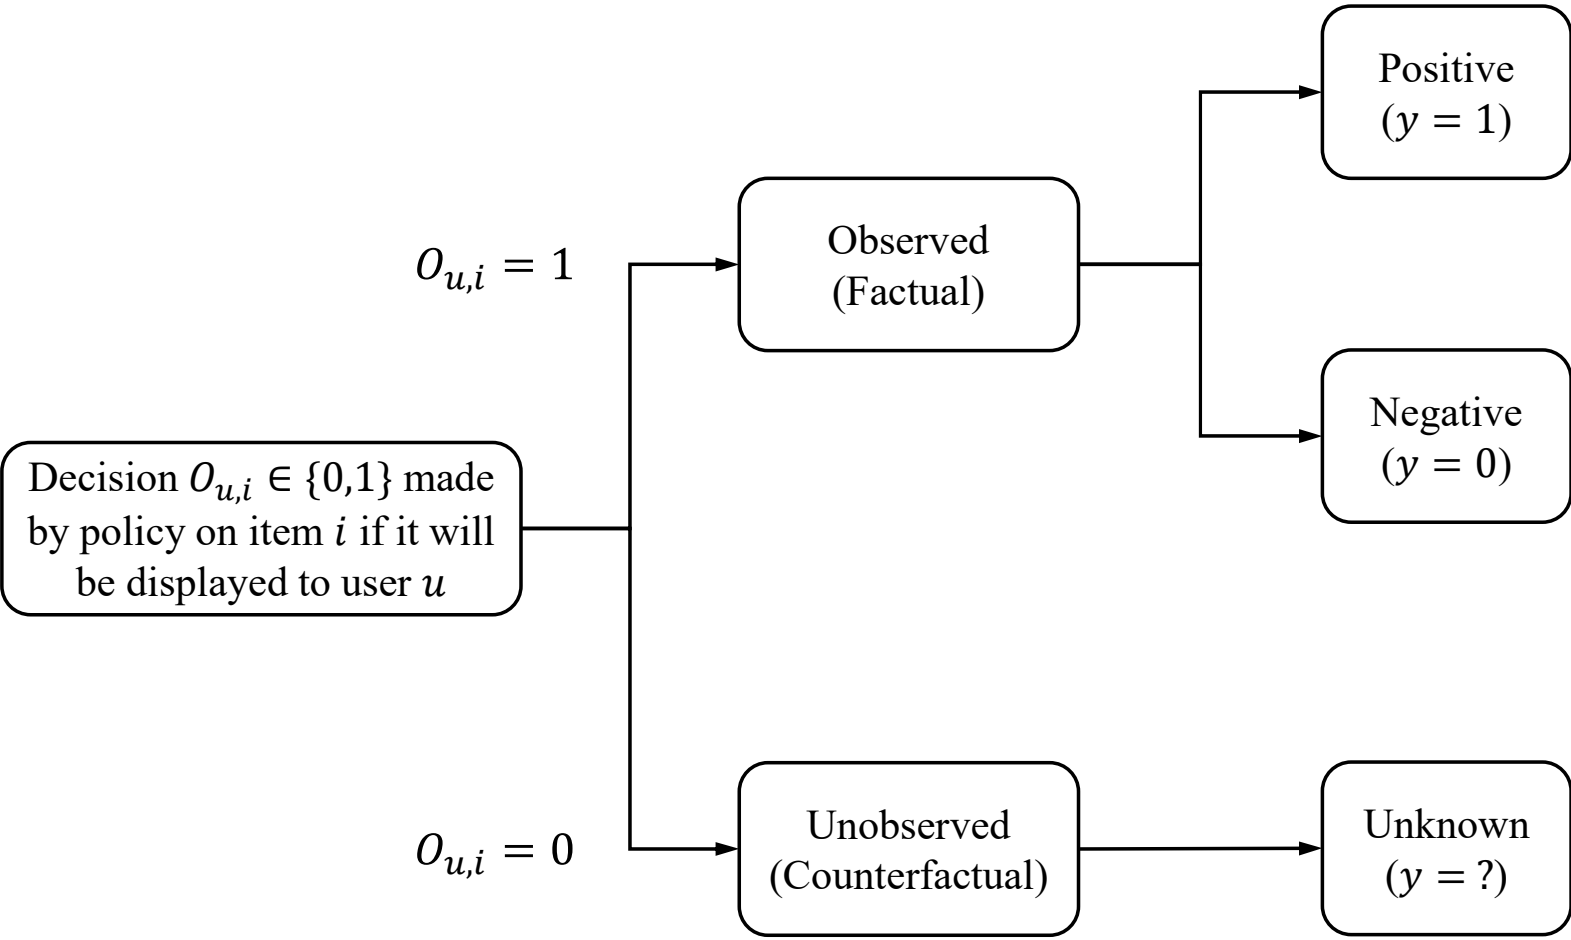 Positive
(y = 1)
O_{u,i} = 1
Observed
(Factual)
Negative
(y = 0)
Decision O_{u,i} ∈ {0,1} made
by policy on item i if it will
be displayed to user u
O_{u,i} = 0
Unobserved
(Counterfactual)
Unknown
(y = ?)